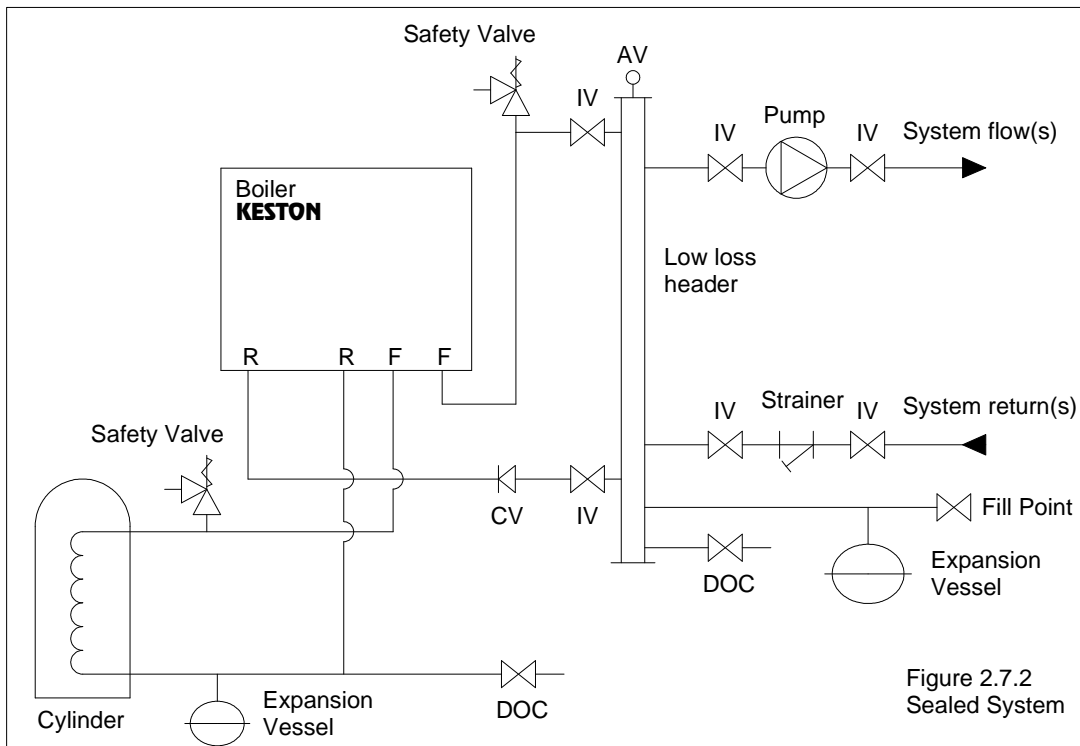 Safety Valve
AV
IV
Pump
IV
IV
System flow(s)
Boiler
KESTON
Low loss
header
R
R
F
F
Safety Valve
IV
Strainer
IV
System return(s)
CV
IV
Fill Point
DOC
Expansion
Vessel
Cylinder
Expansion
Vessel
DOC
Figure 2.7.2
Sealed System